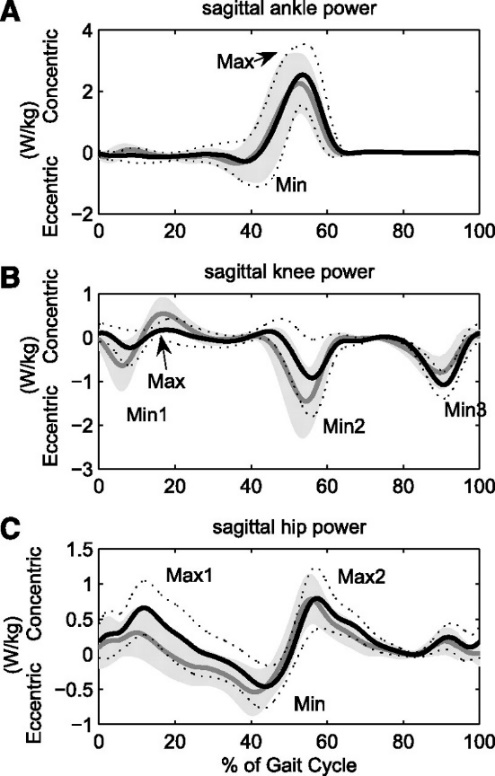 A
sagittal ankle power
4
Concentric
Max
2
(W/kg)
0
Eccentric
Min
−2
0 20 40 60 80 100
B
sagittal knee power
1
Concentric
0
(W/kg)
Max
−1
Eccentric
Min1
Min2
Min3
−2
−3
0 20 40 60 80 100
C
sagittal hip power
1.5
Concentric
Max1
Max2
1
0.5
(W/kg)
0
Eccentric
−0.5
Min
−1
0 20 40 60 80 100
% of Gait Cycle